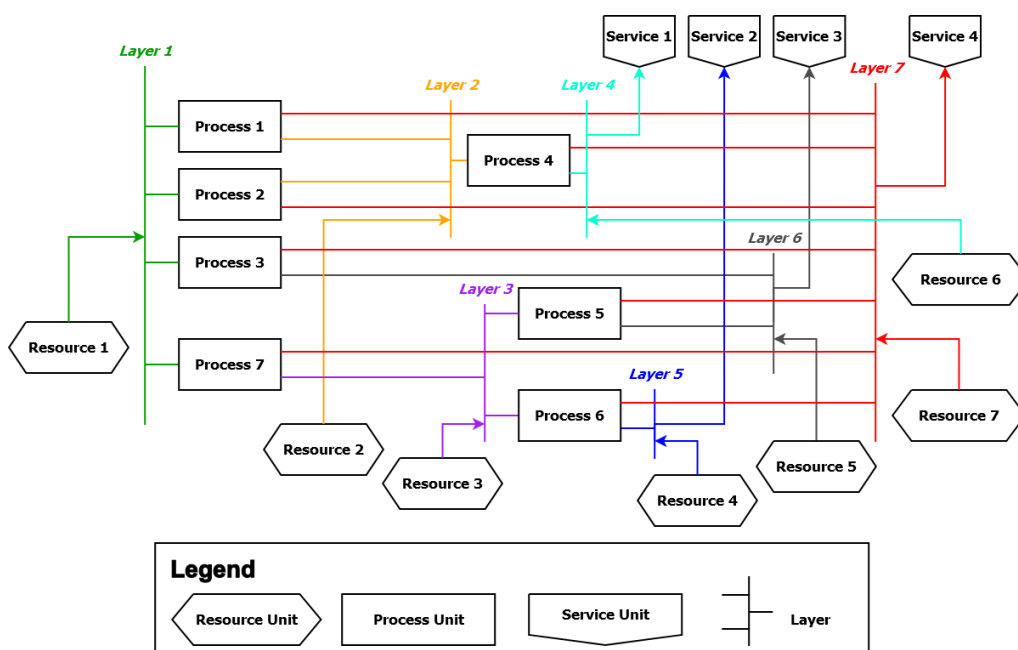 Service 1
Service 2
Service 3
Service 4
Layer 1
Layer 7
Layer 2
Layer 4
Process 1
Process 4
Process 2
Layer 6
Process 3
Resource 6
Layer 3
Process 5
Resource 1
Process 7
Layer 5
Process 6
Resource 7
Resource 2
Resource 3
Resource 5
Resource 4
Legend
Resource Unit
Process Unit
Service Unit
Layer